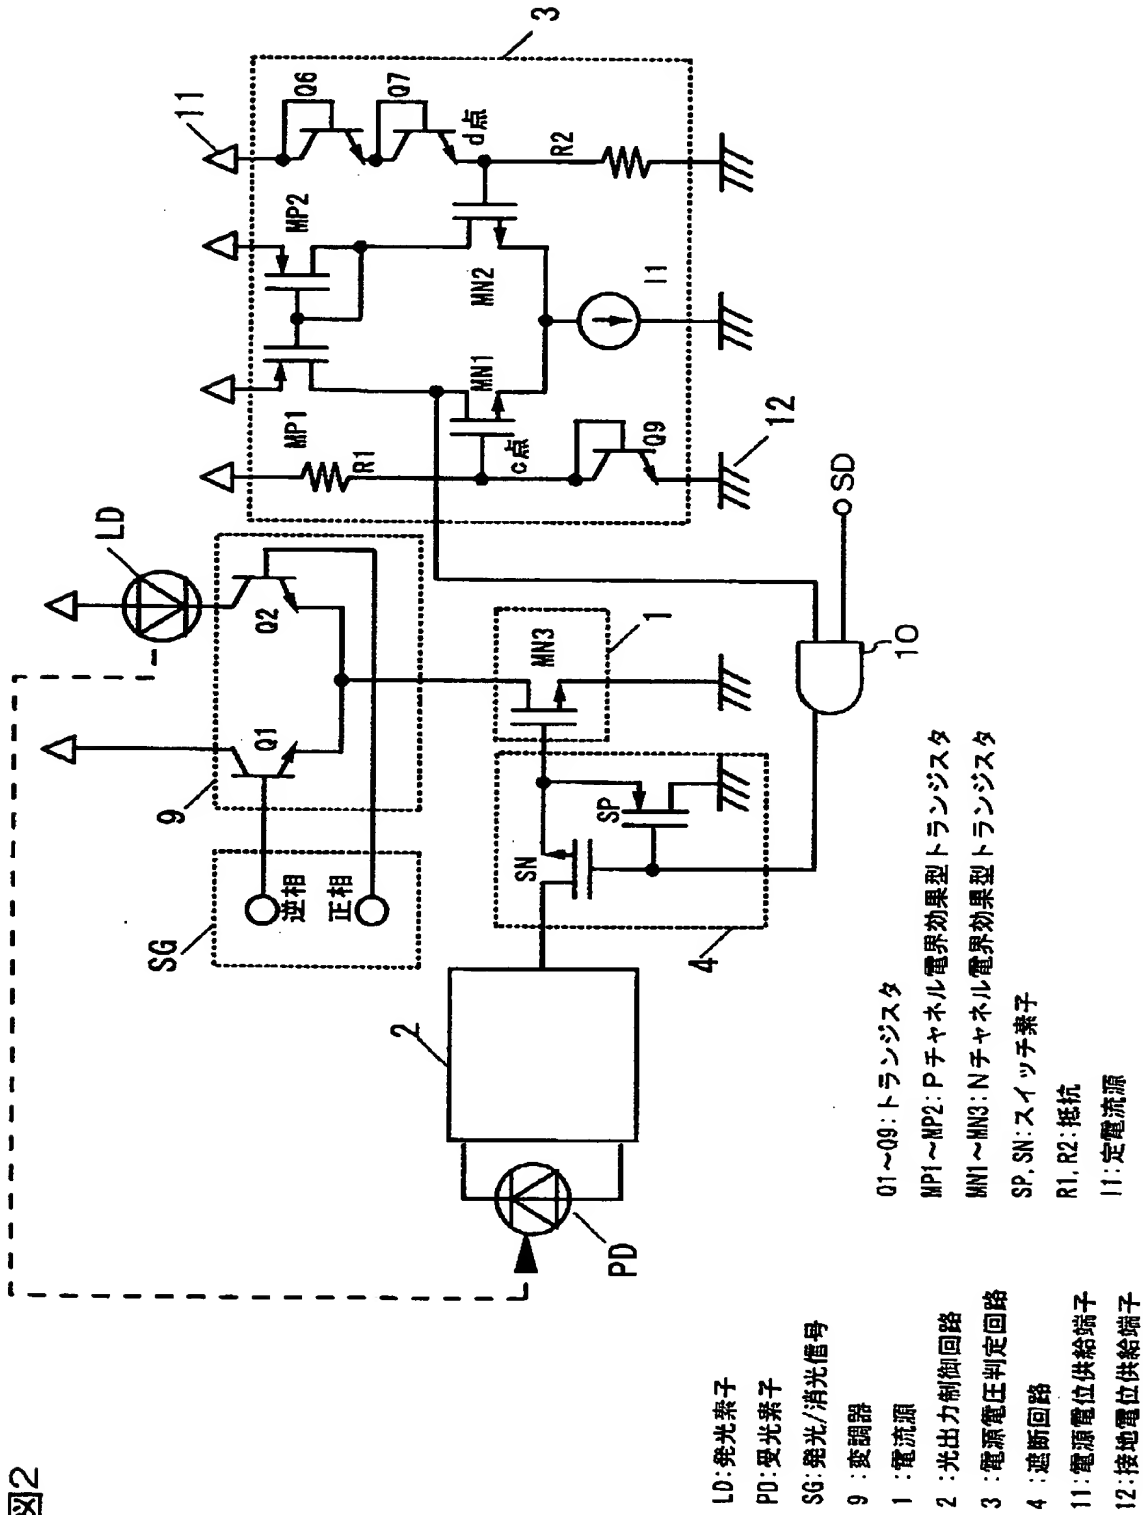 図2
LD
11
3
Q6
Q7
MP2
d点
R2
MP1
MN2
I1
MN1
R1
c点
Q9
12
9
Q1
Q2
SG
逆相
正相
1
MN3
SD
10
SN
SP
4
2
PD
LD:発光素子
PD:受光素子
SG:発光/消光信号
9:変調器
1:電流源
2:光出力制御回路
3:電源電圧判定回路
4:遮断回路
11:電源電位供給端子
12:接地電位供給端子
Q1~Q9:トランジスタ
MP1~MP2:Pチャネル電界効果型トランジスタ
MN1~MN3:Nチャネル電界効果型トランジスタ
SP,SN:スイッチ素子
R1,R2:抵抗
I1:定電流源